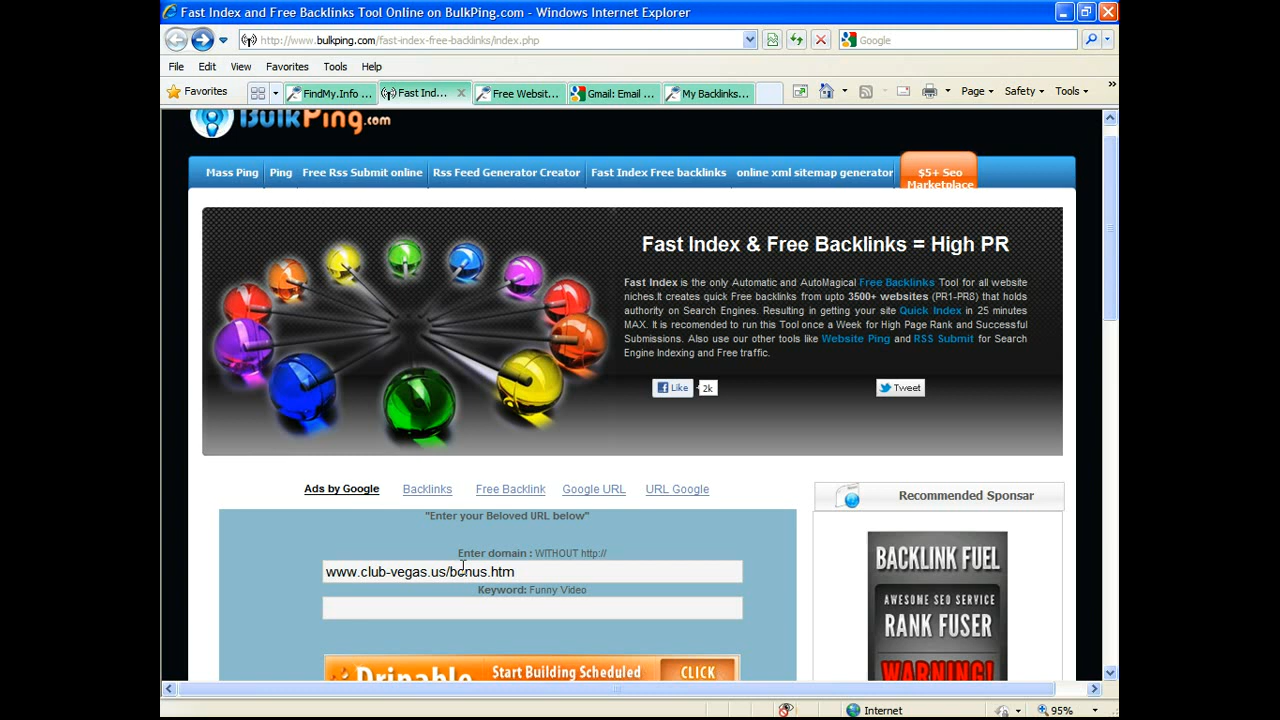 Fast Index and Free Backlinks Tool Online on BulkPing.com - Windows Internet Explorer
http://www.bulkping.com/fast-index-free-backlinks/index.php
Google
File Edit View Favorites Tools Help
Favorites FindMy.Info ... Fast Ind... Free Websit... Gmail: Email ... My Backlinks... Page Safety Tools
BulkPing.com
Mass Ping Ping Free Rss Submit online Rss Feed Generator Creator Fast Index Free backlinks online xml sitemap generator $5+ Seo
Marketplace
Fast Index & Free Backlinks = High PR
Fast Index is the only Automatic and AutoMagical Free Backlinks Tool for all website
niches.It creates quick Free backlinks from upto 3500+ websites (PR1-PR8) that holds
authority on Search Engines. Resulting in getting your site Quick Index in 25 minutes
MAX. It is recomended to run this Tool once a Week for High Page Rank and Successful
Submissions. Also use our other tools like Website Ping and RSS Submit for Search
Engine Indexing and Free traffic.
Like 2k Tweet
Ads by Google Backlinks Free Backlink Google URL URL Google
Recommended Sponsar
"Enter your Beloved URL below"
Enter domain : WITHOUT http://
www.club-vegas.us/bonus.htm
Keyword: Funny Video
BACKLINK FUEL
AWESOME SEO SERVICE
RANK FUSER
WARNING!
Dripable Start Building Scheduled CLICK
Internet 95%